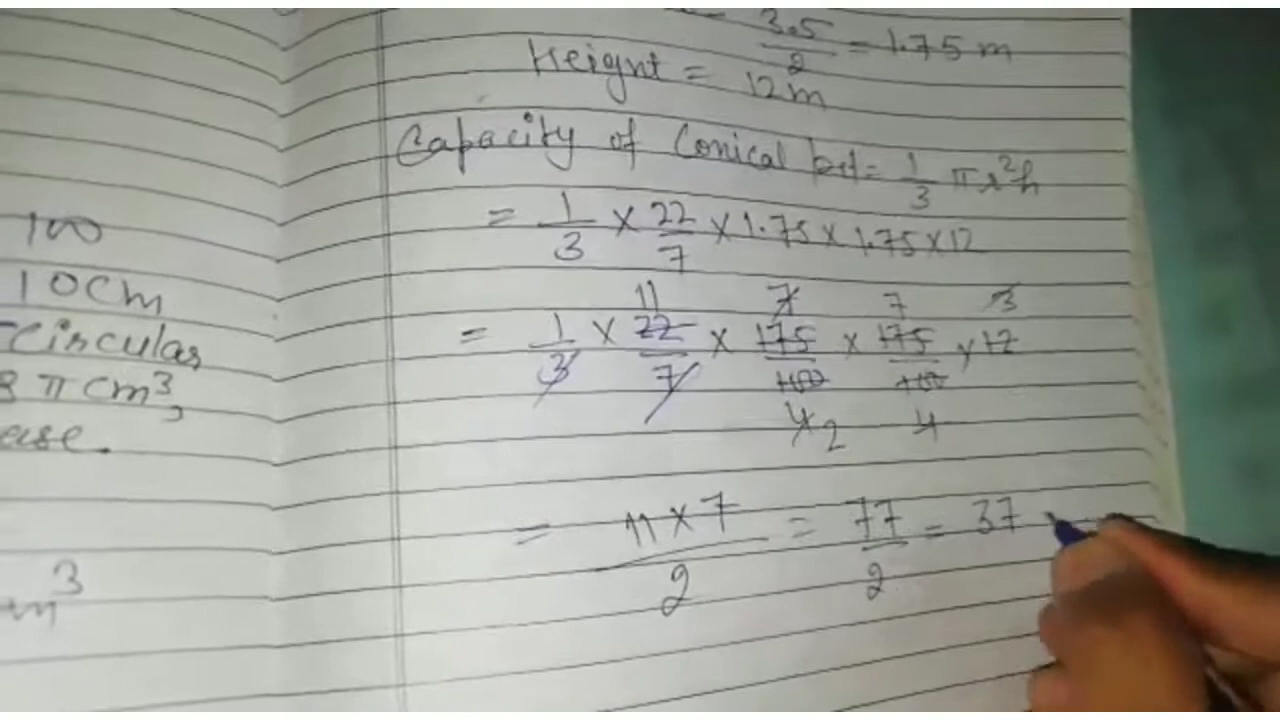 100
10cm
Circular
8 π cm³,
ase.
m³
3.5/2 = 1.75 m
Height = 12m
Capacity of Conical pit = 1/3 πr²h
= 1/3 × 22/7 × 1.75 × 1.75 × 12
11 7 7 3
= 1/3 × 22/7 × 175/100 × 175/100 × 12
4 2 4
= 11 × 7 / 2 = 77/2 = 37